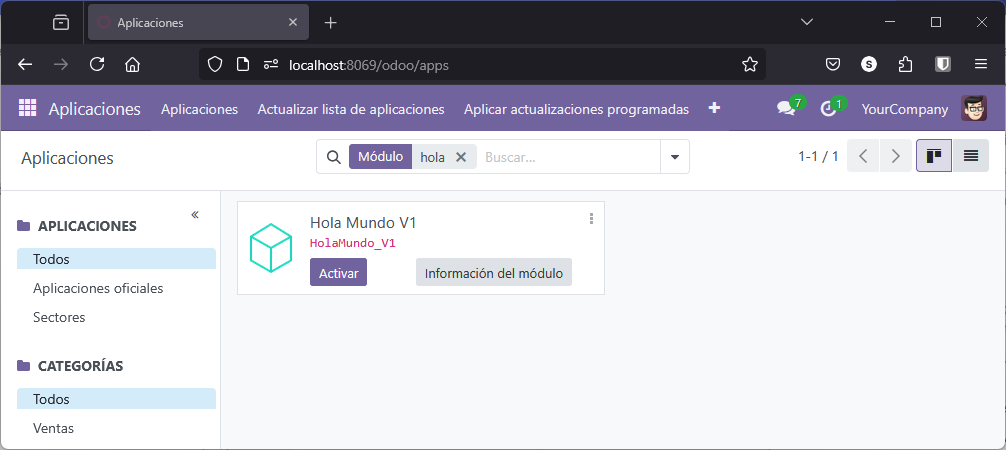 Aplicaciones
localhost:8069/odoo/apps
S
Aplicaciones Aplicaciones Actualizar lista de aplicaciones Aplicar actualizaciones programadas 7 1 YourCompany
Aplicaciones Módulo hola Buscar... 1-1 / 1
APLICACIONES
Todos
Aplicaciones oficiales
Sectores
CATEGORÍAS
Todos
Ventas
Hola Mundo V1
HolaMundo_V1
Activar Información del módulo